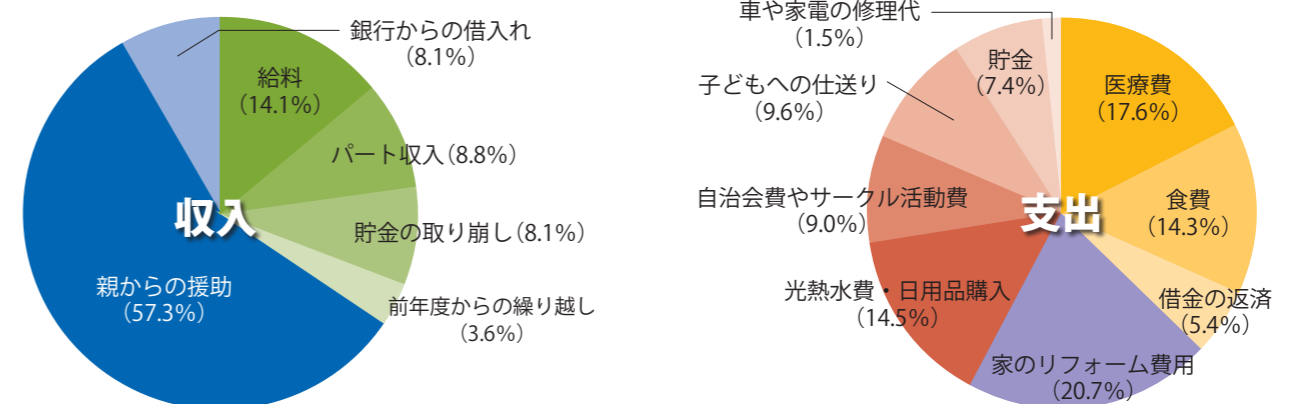 銀行からの借入れ
(8.1%)
給料
(14.1%)
パート収入(8.8%)
貯金の取り崩し(8.1%)
前年度からの繰り越し
(3.6%)
親からの援助
(57.3%)
収入
車や家電の修理代
(1.5%)
貯金
(7.4%)
子どもへの仕送り
(9.6%)
自治会費やサークル活動費
(9.0%)
光熱水費・日用品購入
(14.5%)
家のリフォーム費用
(20.7%)
借金の返済
(5.4%)
食費
(14.3%)
医療費
(17.6%)
支出